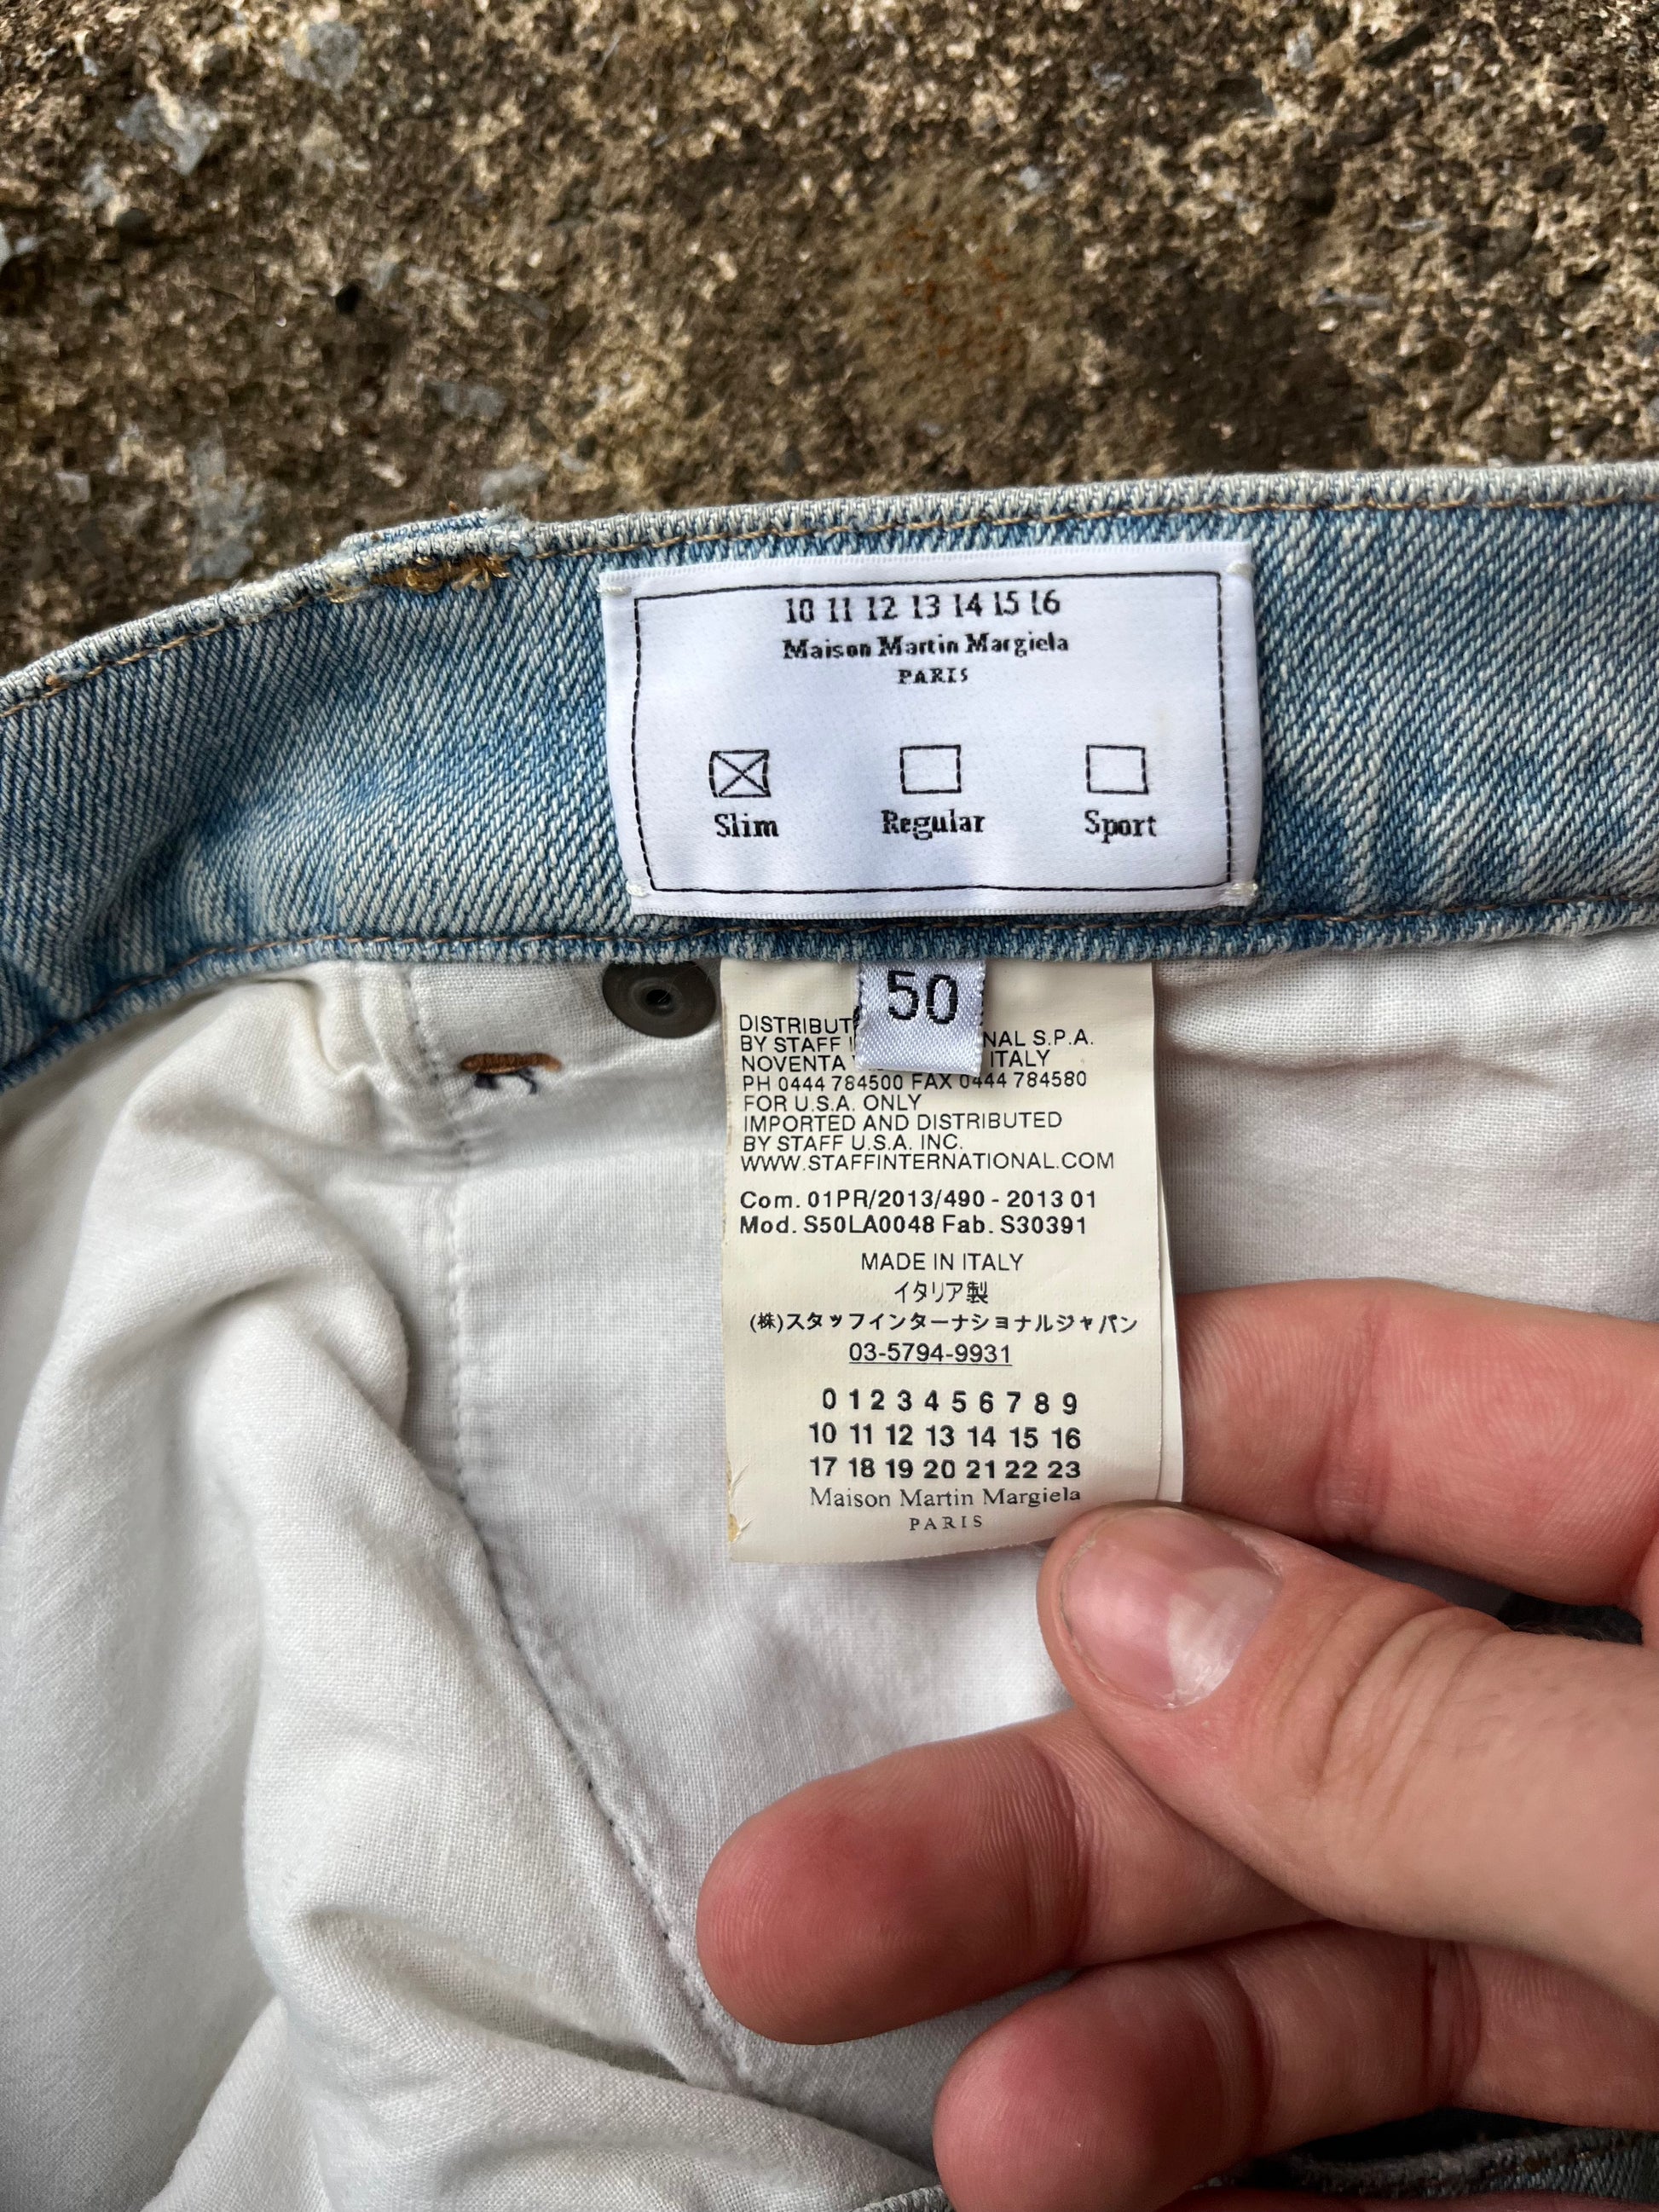 10 11 12 13 14 15 16
Maison Martin Margiela
PARIS
Slim Regular Sport
50
BY STAFF S.P.A.
NOVENTA ITALY
PH 0444 784500 FAX 0444 784580
FOR U.S.A. ONLY
IMPORTED AND DISTRIBUTED
BY STAFF U.S.A. INC.
WWW.STAFFINTERNATIONAL.COM
Com. 01PR/2013/490 - 2013 01
Mod. S50LA0048 Fab. S30391
MADE IN ITALY
イタリア製
(株)スタッフインターナショナルジャパン
03-5794-9931
0 1 2 3 4 5 6 7 8 9
10 11 12 13 14 15 16
17 18 19 20 21 22 23
Maison Martin Margiela
PARIS